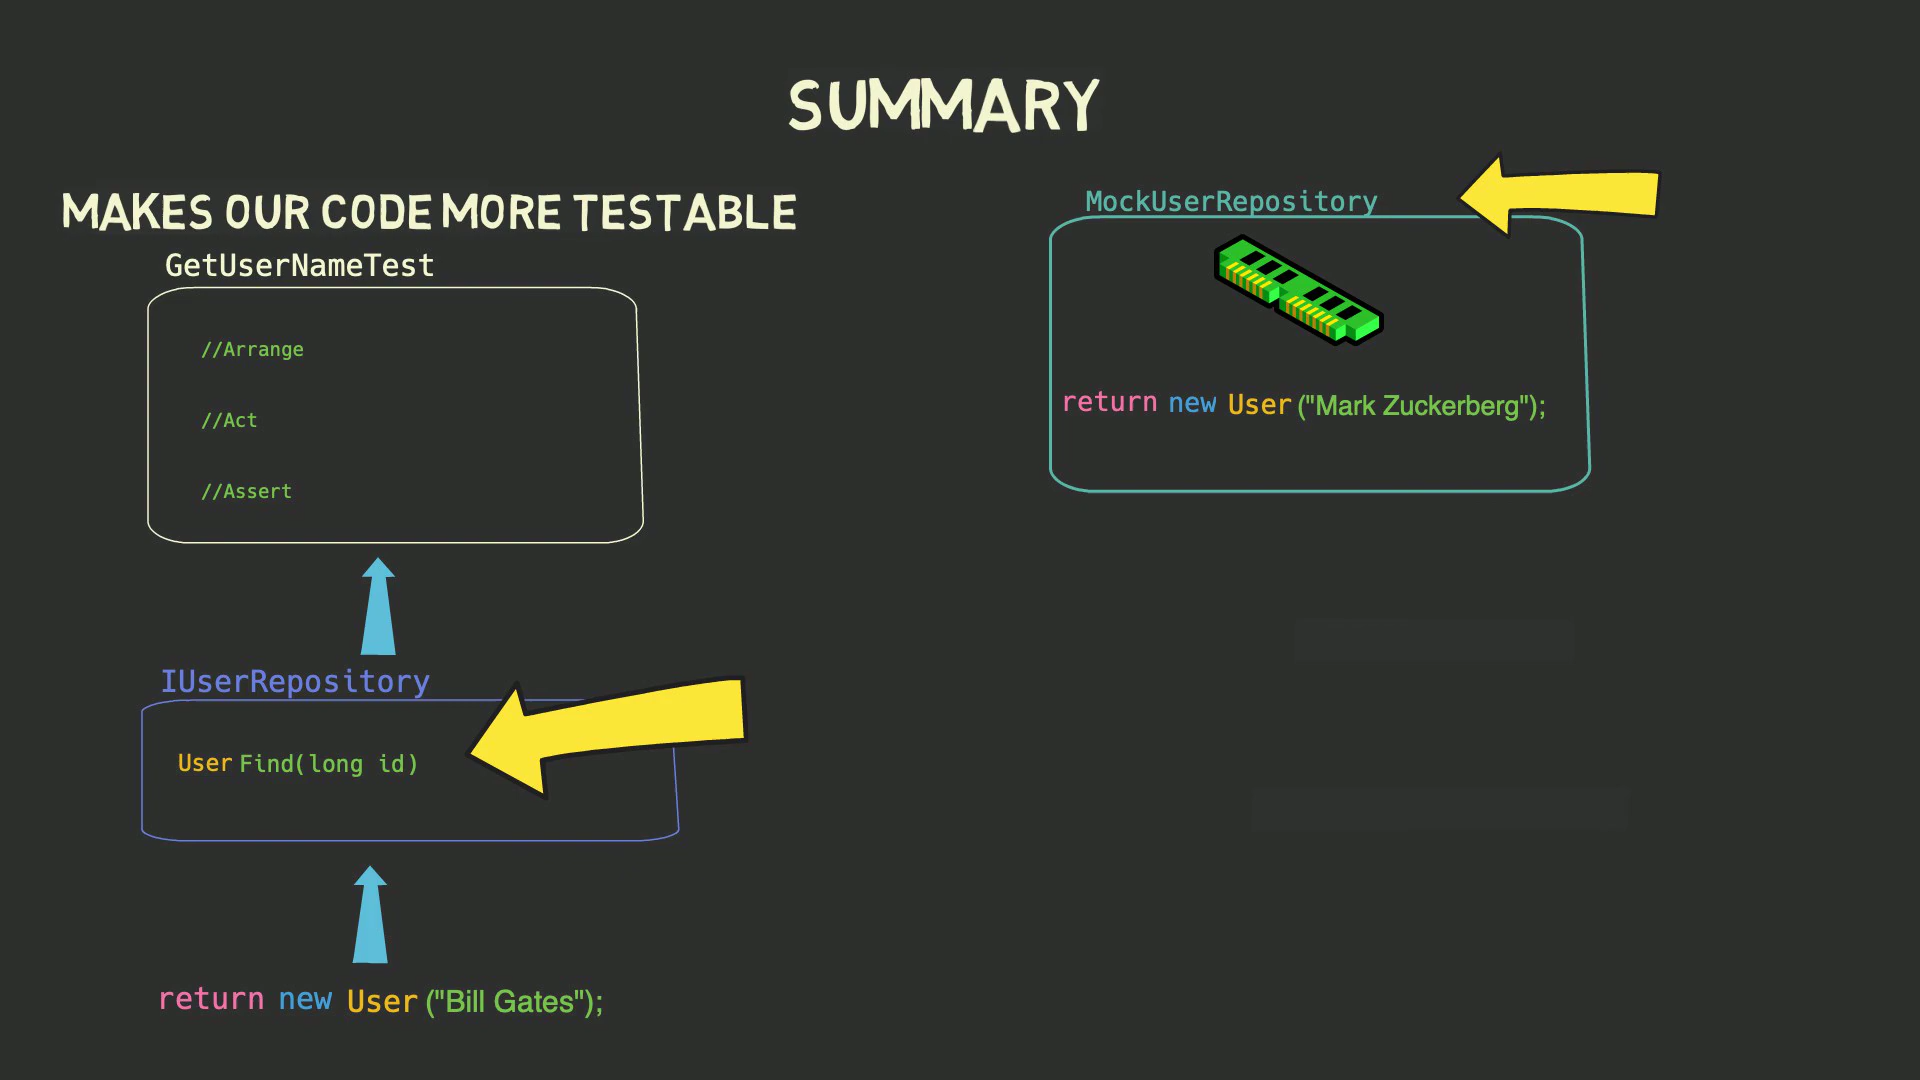 SUMMARY
MAKES OUR CODE MORE TESTABLE
GetUserNameTest
//Arrange
//Act
//Assert
IUserRepository
User Find(long id)
return new User ("Bill Gates");
MockUserRepository
return new User ("Mark Zuckerberg");